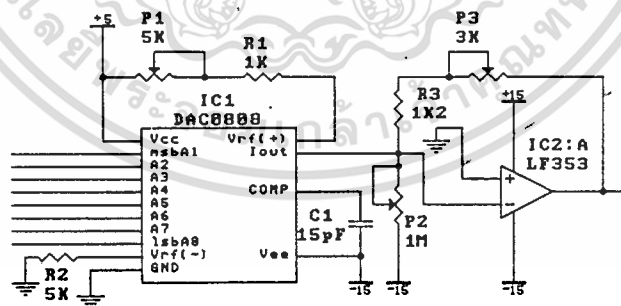 +5
P1
5K
R1
1K
P3
3K
IC1
DAC0808
R3
1K2
+15
IC2:A
LF353
Vcc
Vrf(+)
msbA1
Iout
A2
A3
A4
COMP
A5
A6
A7
lsbA8
Vrf(-)
Vee
GND
C1
15pF
P2
1M
R2
5K
-15
-15
-15
+
-